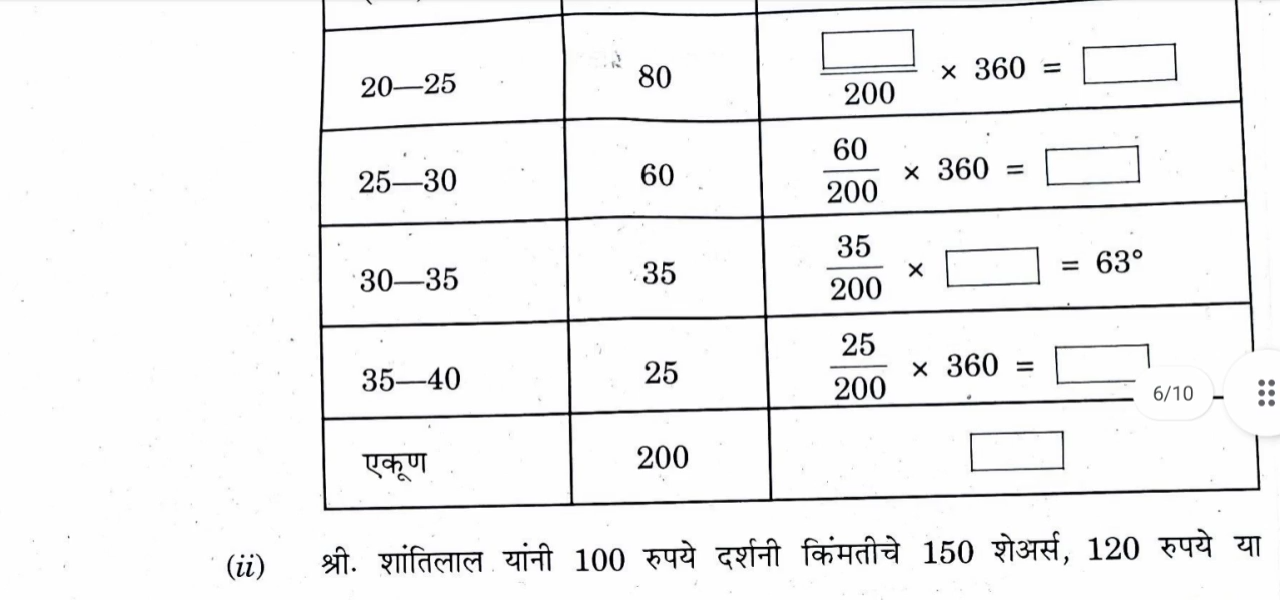 20—25 80 80/200 × 360 =
25—30 60 60/200 × 360 =
30—35 35 35/200 × = 63°
35—40 25 25/200 × 360 =
6/10
एकूण 200
(ii) श्री. शांतिलाल यांनी 100 रुपये दर्शनी किंमतीचे 150 शेअर्स, 120 रुपये या